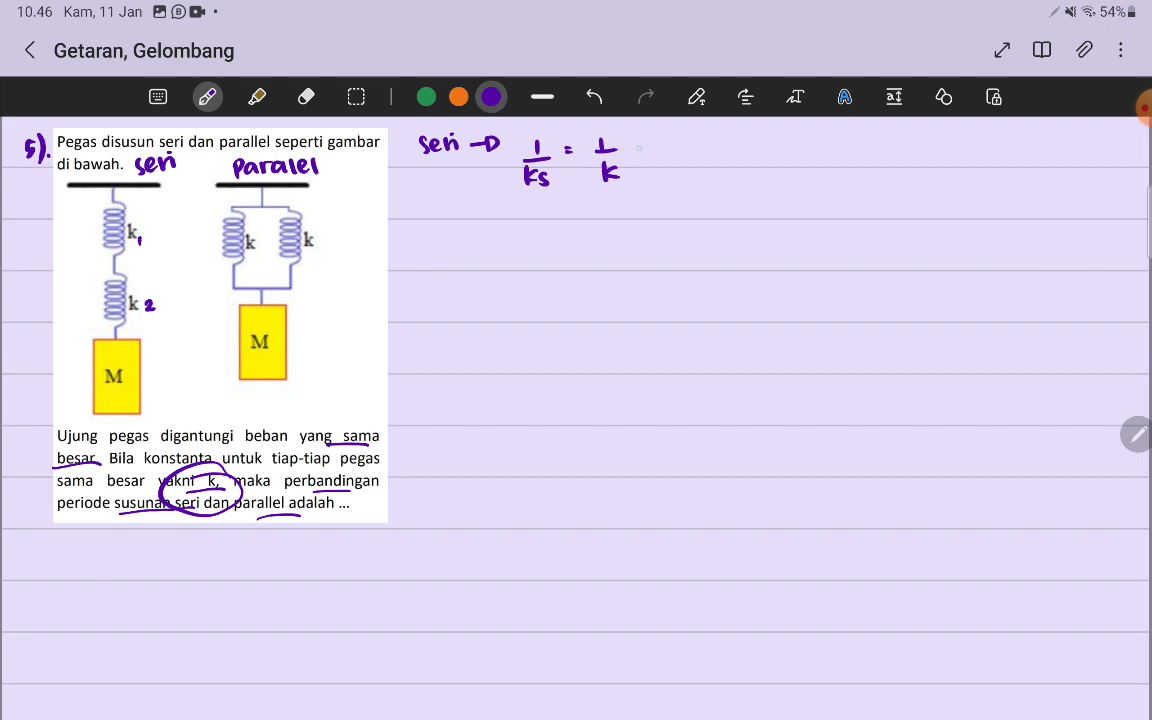 10.46 Kam, 11 Jan 54%
Getaran, Gelombang
5). Pegas disusun seri dan parallel seperti gambar
di bawah. seri paralel
k1
k 2
M
k k
M
Ujung pegas digantungi beban yang sama
besar. Bila konstanta untuk tiap-tiap pegas
sama besar yakni k, maka perbandingan
periode susunan seri dan parallel adalah ...
seri → 1/ks = 1/k